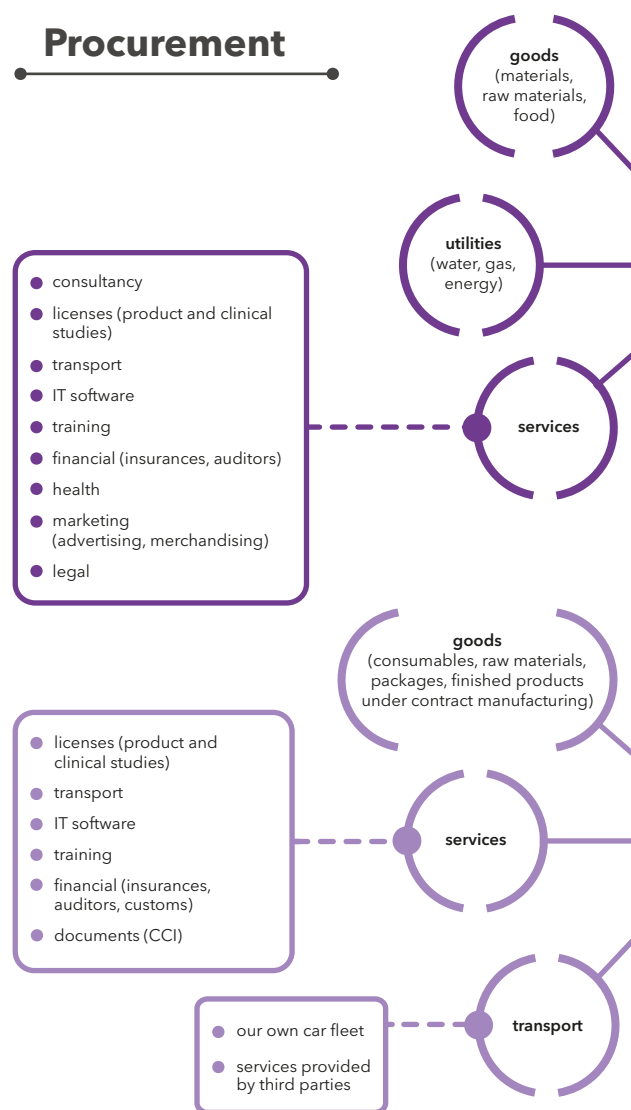 Procurement
goods
(materials,
raw materials,
food)
utilities
(water, gas,
energy)
services
consultancy
licenses (product and clinical
studies)
transport
IT software
training
financial (insurances, auditors)
health
marketing
(advertising, merchandising)
legal
goods
(consumables, raw materials,
packages, finished products
under contract manufacturing)
services
licenses (product and
clinical studies)
transport
IT software
training
financial (insurances,
auditors, customs)
documents (CCI)
transport
our own car fleet
services provided
by third parties